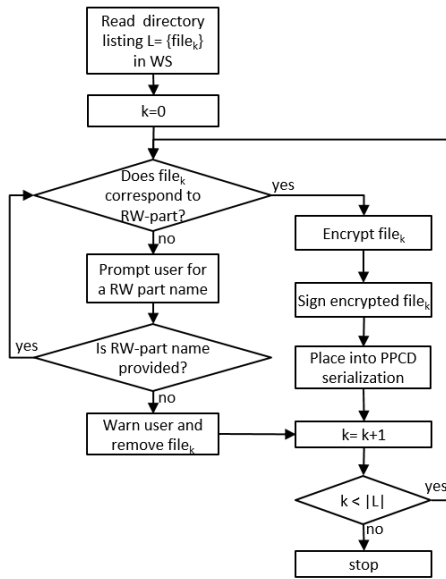 Read directory
listing L= {fileₖ}
in WS
k=0
Does fileₖ
correspond to
RW-part?
yes
no
Encrypt fileₖ
Prompt user for
a RW part name
Sign encrypted fileₖ
yes
Is RW-part name
provided?
Place into PPCD
serialization
no
Warn user and
remove fileₖ
k= k+1
k < |L|
yes
no
stop